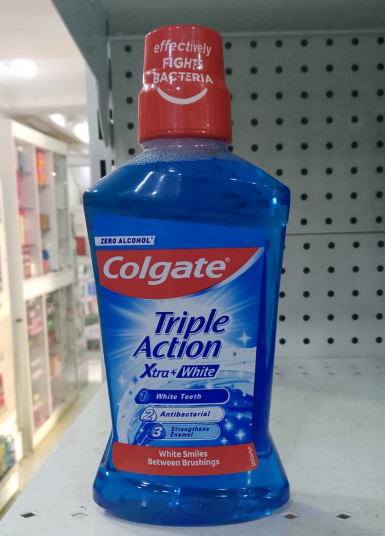 effectively
FIGHTS
BACTERIA
ZERO ALCOHOL*
Colgate®
Triple
Action
Xtra + White
1 White Teeth
2 Antibacterial
3 Strengthens
Enamel
White Smiles
Between Brushings